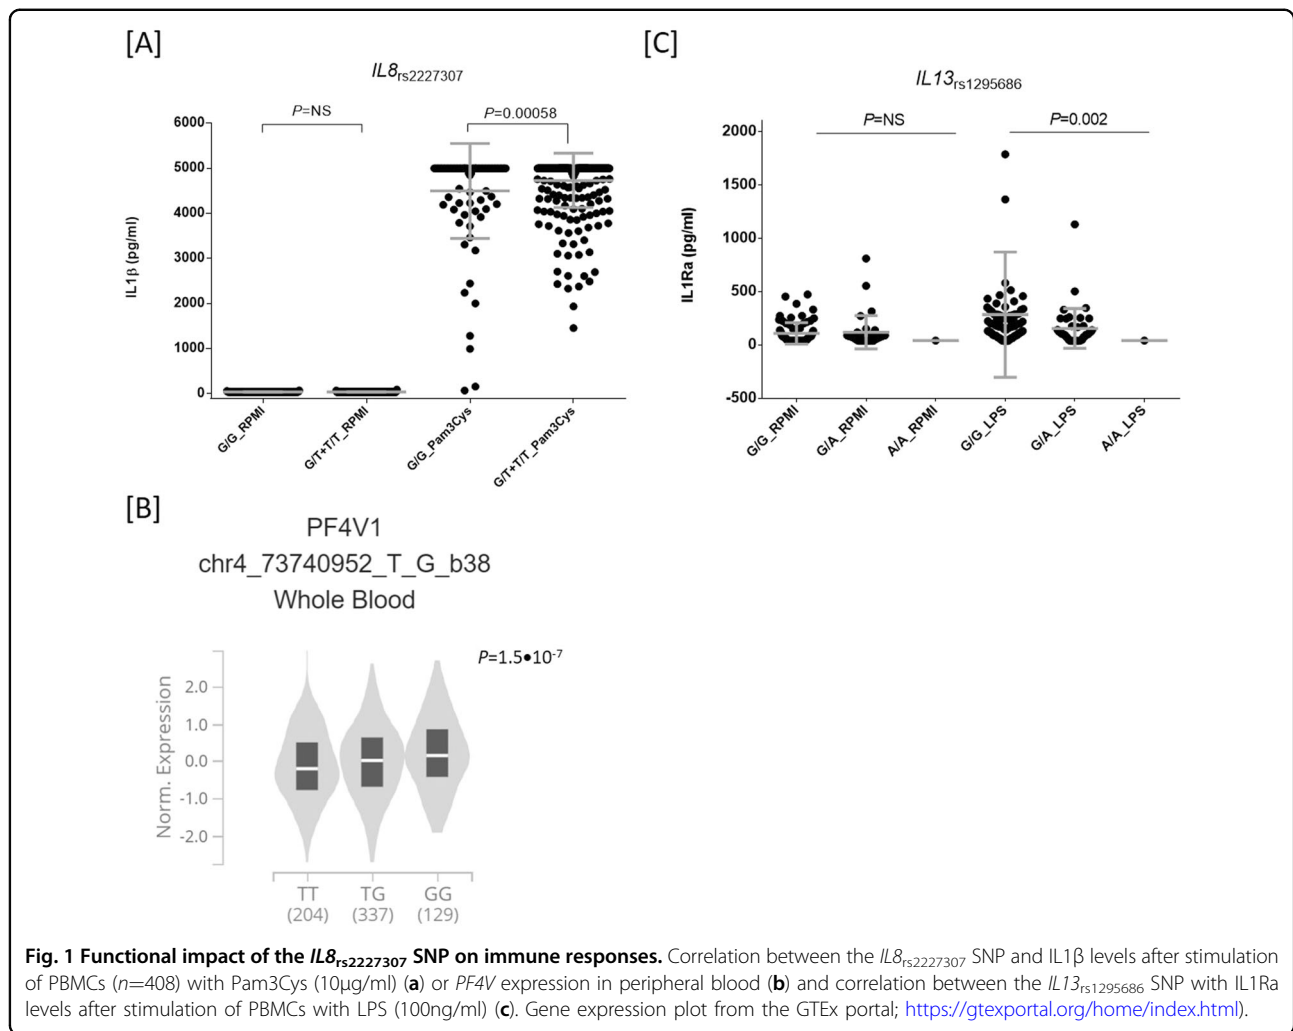 [A]
IL8rs2227307
P=NS
P=0.00058
6000
5000
4000
3000
2000
1000
0
IL1β (pg/ml)
G/G_RPMI
G/T+T/T_RPMI
G/G_Pam3Cys
G/T+T/T_Pam3Cys
[C]
IL13rs1295686
P=NS
P=0.002
2000
1500
1000
500
0
-500
IL1Ra (pg/ml)
G/G_RPMI
G/A_RPMI
A/A_RPMI
G/G_LPS
G/A_LPS
A/A_LPS
[B]
PF4V1
chr4_73740952_T_G_b38
Whole Blood
P=1.5•10-7
2.0
1.0
0.0
-1.0
-2.0
Norm. Expression
TT TG GG
(204) (337) (129)
Fig. 1 Functional impact of the IL8rs2227307 SNP on immune responses. Correlation between the IL8rs2227307 SNP and IL1β levels after stimulation
of PBMCs (n=408) with Pam3Cys (10µg/ml) (a) or PF4V expression in peripheral blood (b) and correlation between the IL13rs1295686 SNP with IL1Ra
levels after stimulation of PBMCs with LPS (100ng/ml) (c). Gene expression plot from the GTEx portal; https://gtexportal.org/home/index.html).